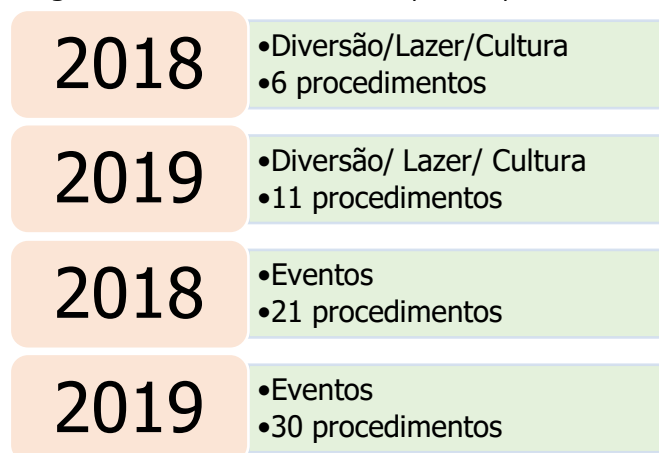 2018
•Diversão/Lazer/Cultura
•6 procedimentos
2019
•Diversão/ Lazer/ Cultura
•11 procedimentos
2018
•Eventos
•21 procedimentos
2019
•Eventos
•30 procedimentos